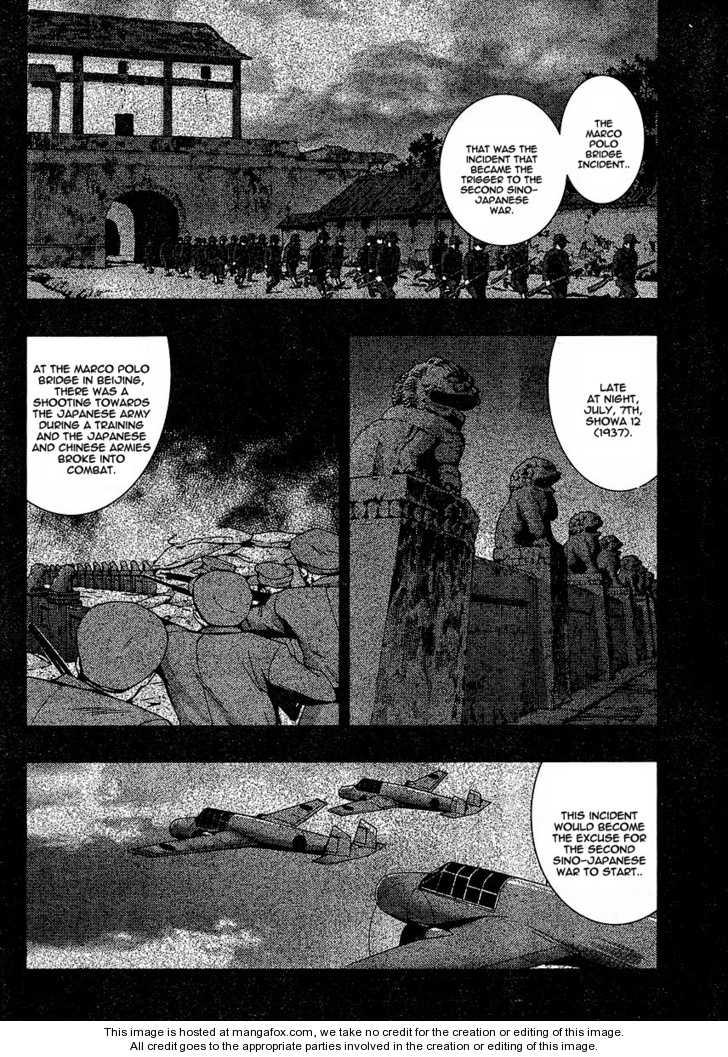 THE
MARCO
POLO
BRIDGE
INCIDENT..
THAT WAS THE
INCIDENT THAT
BECAME THE
TRIGGER TO THE
SECOND SINO-
JAPANESE
WAR.
LATE
AT NIGHT,
JULY, 7TH,
SHOWA 12
(1937).
AT THE MARCO POLO
BRIDGE IN BEIJING,
THERE WAS A
SHOOTING TOWARDS
THE JAPANESE ARMY
DURING A TRAINING
AND THE JAPANESE
AND CHINESE ARMIES
BROKE INTO
COMBAT.
THIS INCIDENT
WOULD BECOME
THE EXCUSE FOR
THE SECOND
SINO-JAPANESE
WAR TO START..
This image is hosted at mangafox.com, we take no credit for the creation or editing of this image.
All credit goes to the appropriate parties involved in the creation or editing of this image.